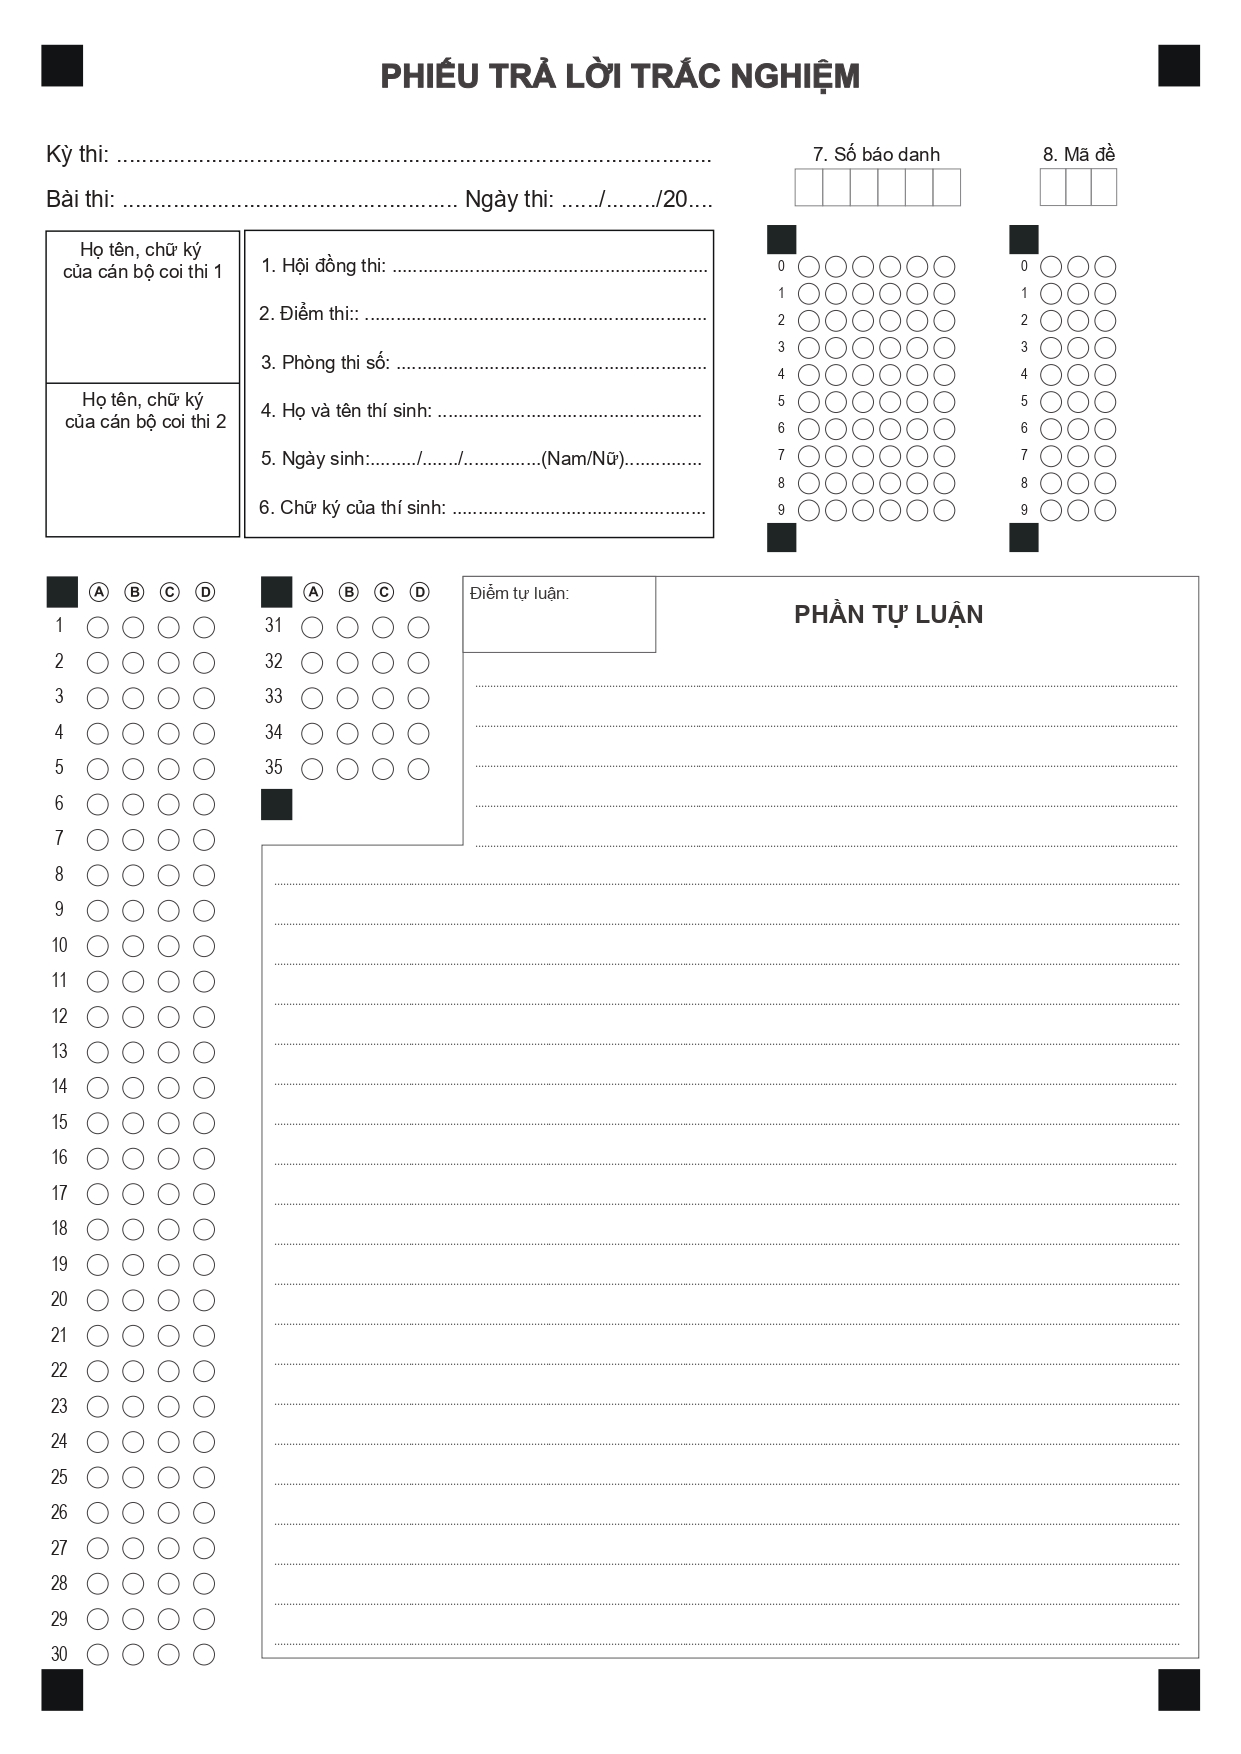 PHIẾU TRẢ LỜI TRẮC NGHIỆM
Kỳ thi: ..............................................................................................
Bài thi: ..................................................... Ngày thi: ....../......../20....
Họ tên, chữ ký
của cán bộ coi thi 1
Họ tên, chữ ký
của cán bộ coi thi 2
1. Hội đồng thi: .............................................................
2. Điểm thi:: ..................................................................
3. Phòng thi số: ............................................................
4. Họ và tên thí sinh: ...................................................
5. Ngày sinh:........./......./...............(Nam/Nữ)...............
6. Chữ ký của thí sinh: .................................................
7. Số báo danh
0
1
2
3
4
5
6
7
8
9
8. Mã đề
0
1
2
3
4
5
6
7
8
9
A B C D
1
2
3
4
5
6
7
8
9
10
11
12
13
14
15
16
17
18
19
20
21
22
23
24
25
26
27
28
29
30
A B C D
31
32
33
34
35
Điểm tự luận:
PHẦN TỰ LUẬN